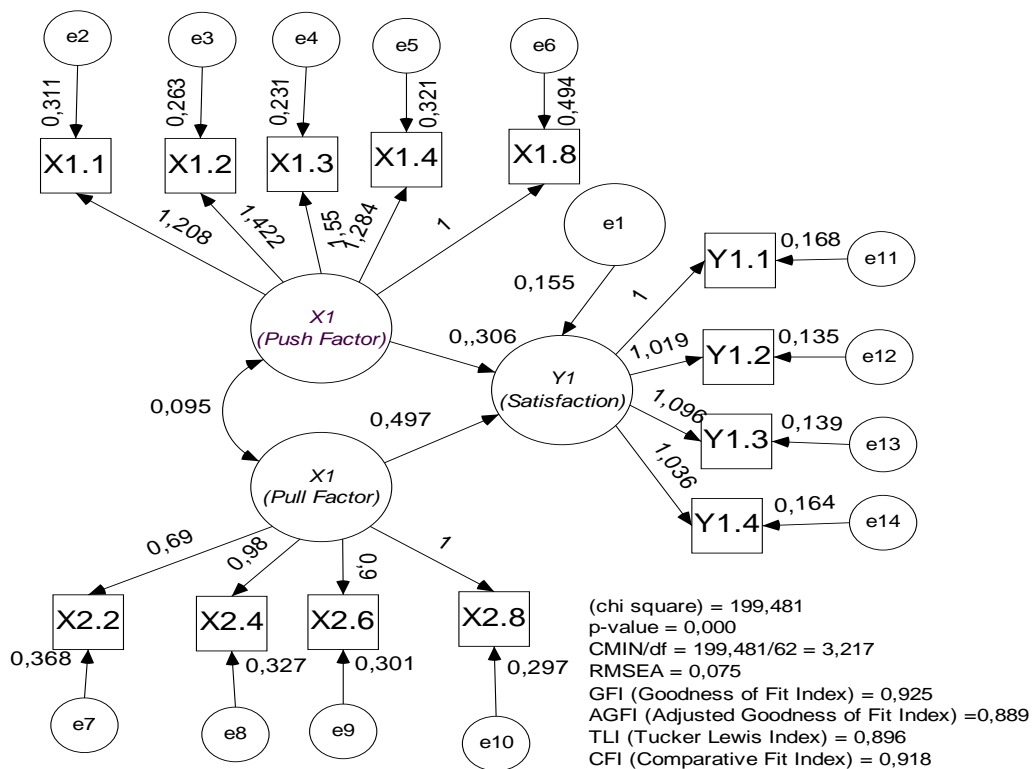 e2
e3
e4
e5
e6
0,311
0,263
0,231
0,321
0,494
X1.1
X1.2
X1.3
X1.4
X1.8
1,208
1,422
1,55
1,284
1
e1
0,155
X1
(Push Factor)
0,,306
Y1
(Satisfaction)
1
Y1.1
0,168
e11
1,019
Y1.2
0,135
e12
1,096
Y1.3
0,139
e13
1,036
Y1.4
0,164
e14
0,095
0,497
X1
(Pull Factor)
0,69
0,98
0,9
1
X2.2
X2.4
X2.6
X2.8
0,368
0,327
0,301
0,297
e7
e8
e9
e10
(chi square) = 199,481
p-value = 0,000
CMIN/df = 199,481/62 = 3,217
RMSEA = 0,075
GFI (Goodness of Fit Index) = 0,925
AGFI (Adjusted Goodness of Fit Index) =0,889
TLI (Tucker Lewis Index) = 0,896
CFI (Comparative Fit Index) = 0,918